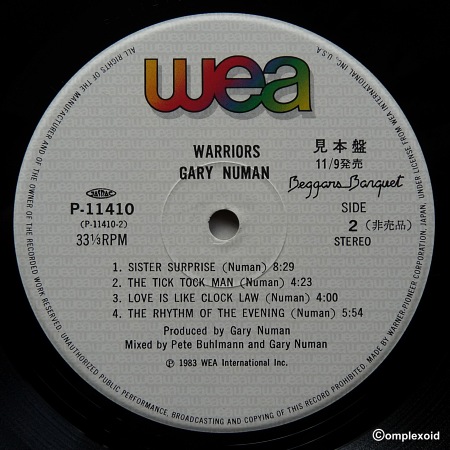 wea
ALL RIGHTS OF THE MANUFACTURER AND OF THE OWNER OF THE RECORDED WORK RESERVED. UNAUTHORIZED PUBLIC PERFORMANCE, BROADCASTING AND COPYING OF THIS RECORD PROHIBITED. MADE BY WARNER-PIONEER CORPORATION, JAPAN. UNDER LICENSE FROM WEA INTERNATIONAL INC., U.S.A.
WARRIORS
GARY NUMAN
見本盤
11/9発売
Beggars Banquet
P-11410
(P-11410-2)
33⅓RPM
SIDE
2 (非売品)
STEREO
1. SISTER SURPRISE (Numan) 8:29
2. THE TICK TOCK MAN (Numan) 4:23
3. LOVE IS LIKE CLOCK LAW (Numan) 4:00
4. THE RHYTHM OF THE EVENING (Numan) 5:54
Produced by Gary Numan
Mixed by Pete Buhlmann and Gary Numan
Ⓟ 1983 WEA International Inc.
©omplexoid